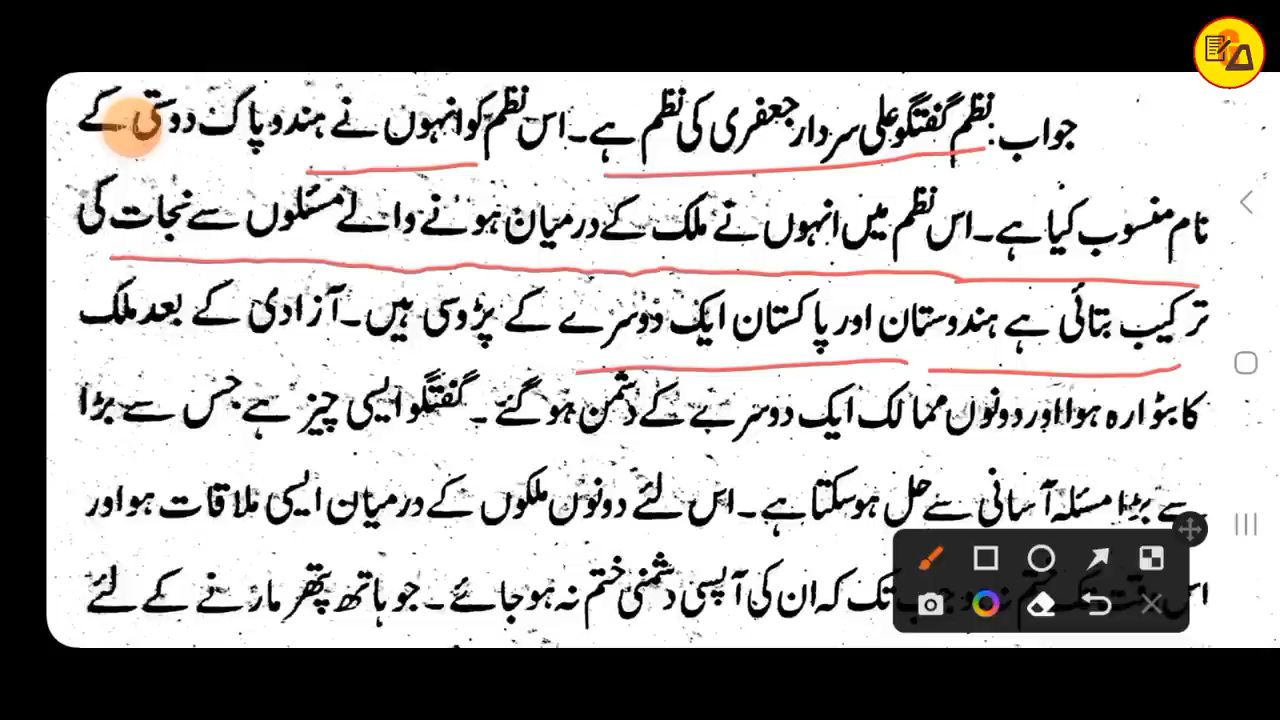 جواب: نظم گفتگو علی سردار جعفری کی نظم ہے۔ اس نظم کو انہوں نے ہندو پاک دوستی کے
نام منسوب کیا ہے۔ اس نظم میں انہوں نے ملک کے درمیان ہونے والے مسئلوں سے نجات کی
ترکیب بتائی ہے ہندوستان اور پاکستان ایک دوسرے کے پڑوسی ہیں۔ آزادی کے بعد ملک
کا بٹوارہ ہوا اور دونوں ممالک ایک دوسرے کے دشمن ہو گئے ۔ گفتگو ایسی چیز ہے جس سے بڑا
سے بڑا مسئلہ آسانی سے حل ہو سکتا ہے ۔ اس لئے دونوں ملکوں کے درمیان ایسی ملاقات ہو اور
اس تک کہ ان کی آپسی دشمنی ختم نہ ہو جائے ۔ جو ہاتھ پتھر مارنے کے لئے